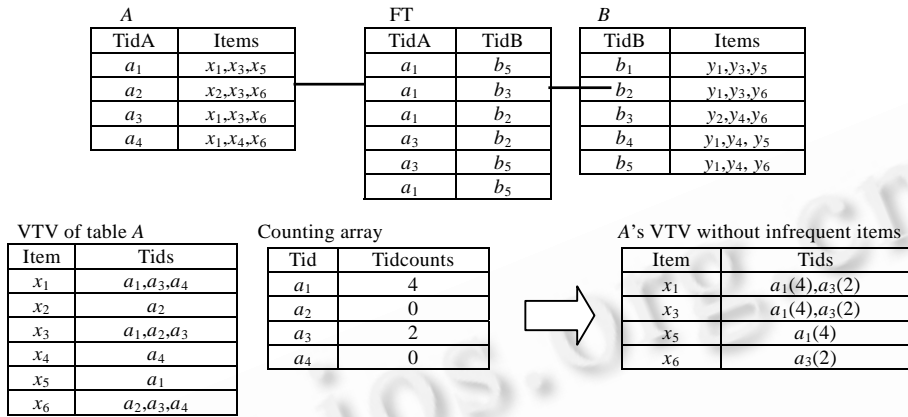 A FT B
TidA Items TidA TidB TidB Items
a1 x1,x3,x5 a1 b5 b1 y1,y3,y5
a2 x2,x3,x6 a1 b3 b2 y1,y3,y6
a3 x1,x3,x6 a1 b2 b3 y2,y4,y6
a4 x1,x4,x6 a3 b2 b4 y1,y4, y5
a3 b5 b5 y1,y4, y6
a1 b5
VTV of table A Counting array A's VTV without infrequent items
Item Tids Tid Tidcounts Item Tids
x1 a1,a3,a4 a1 4 x1 a1(4),a3(2)
x2 a2 a2 0 x3 a1(4),a3(2)
x3 a1,a2,a3 a3 2 x5 a1(4)
x4 a4 a4 0 x6 a3(2)
x5 a1
x6 a2,a3,a4
ios.org.cn